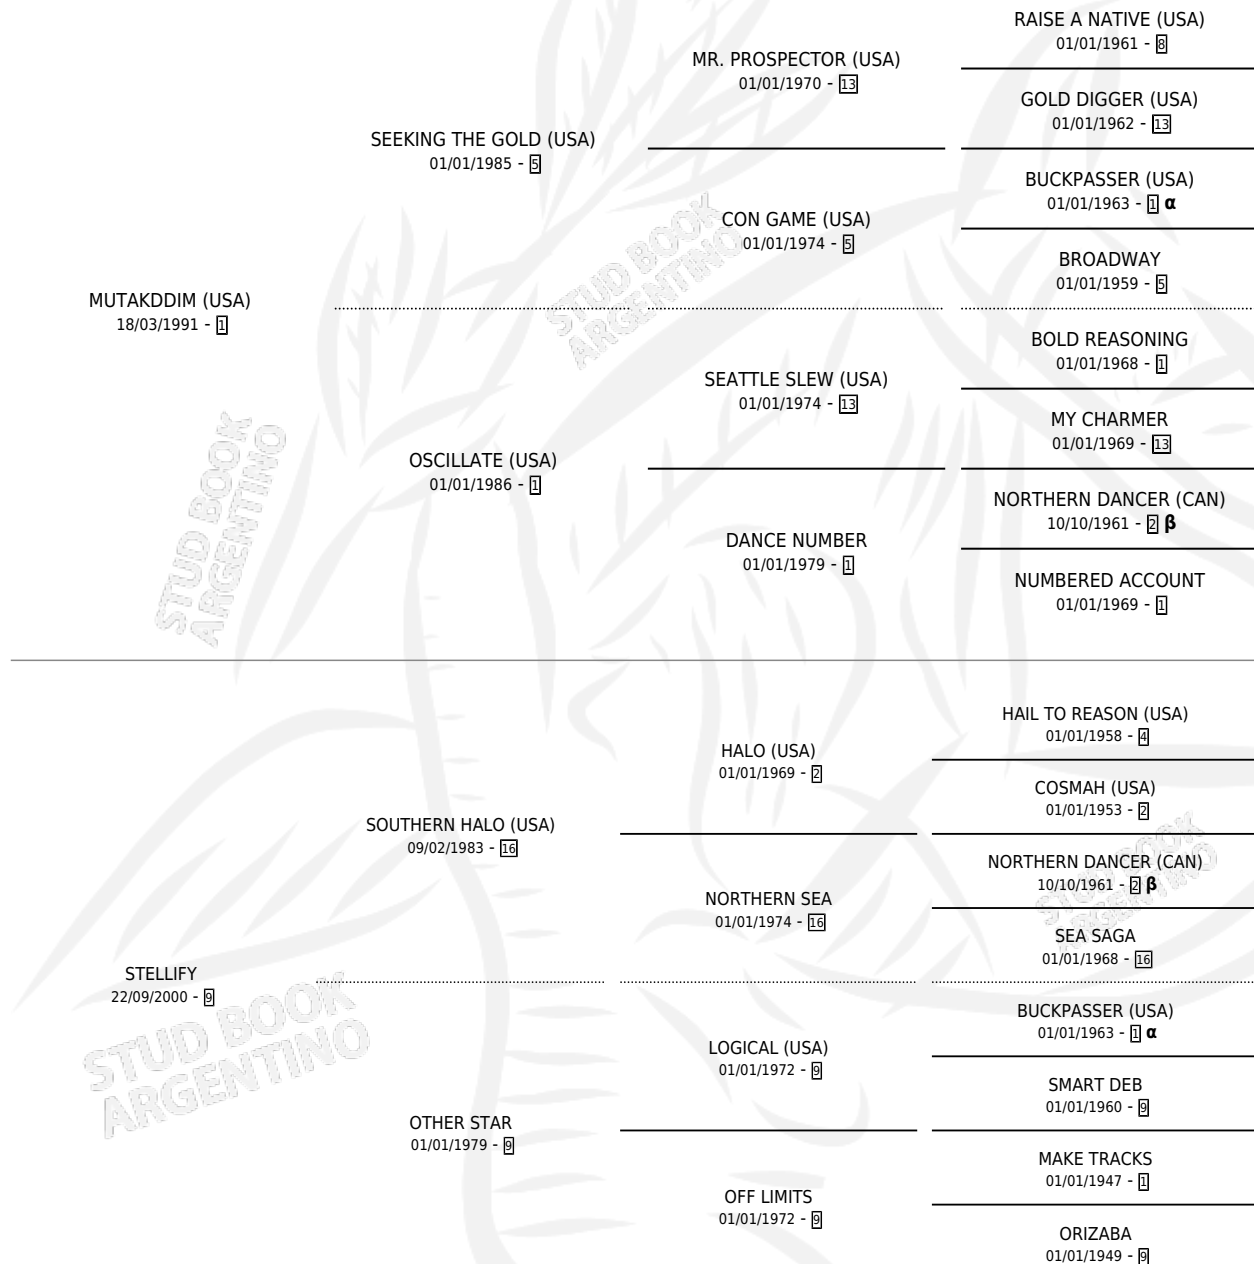 RAISE A NATIVE (USA)
01/01/1961 - 8
MR. PROSPECTOR (USA)
01/01/1970 - 13
GOLD DIGGER (USA)
01/01/1962 - 13
SEEKING THE GOLD (USA)
01/01/1985 - 5
BUCKPASSER (USA)
01/01/1963 - 1 α
CON GAME (USA)
01/01/1974 - 5
BROADWAY
01/01/1959 - 5
MUTAKDDIM (USA)
18/03/1991 - 1
BOLD REASONING
01/01/1968 - 1
SEATTLE SLEW (USA)
01/01/1974 - 13
MY CHARMER
01/01/1969 - 13
OSCILLATE (USA)
01/01/1986 - 1
NORTHERN DANCER (CAN)
10/10/1961 - 2 β
DANCE NUMBER
01/01/1979 - 1
NUMBERED ACCOUNT
01/01/1969 - 1
HAIL TO REASON (USA)
01/01/1958 - 4
HALO (USA)
01/01/1969 - 2
COSMAH (USA)
01/01/1953 - 2
SOUTHERN HALO (USA)
09/02/1983 - 16
NORTHERN DANCER (CAN)
10/10/1961 - 2 β
NORTHERN SEA
01/01/1974 - 16
SEA SAGA
01/01/1968 - 16
STELLIFY
22/09/2000 - 9
BUCKPASSER (USA)
01/01/1963 - 1 α
LOGICAL (USA)
01/01/1972 - 9
SMART DEB
01/01/1960 - 9
OTHER STAR
01/01/1979 - 9
MAKE TRACKS
01/01/1947 - 1
OFF LIMITS
01/01/1972 - 9
ORIZABA
01/01/1949 - 9
STUD BOOK
ARGENTINO
STUD BOOK
ARGENTINO
STUD BOOK
ARGENTINO
STUD BOOK
ARGENTINO